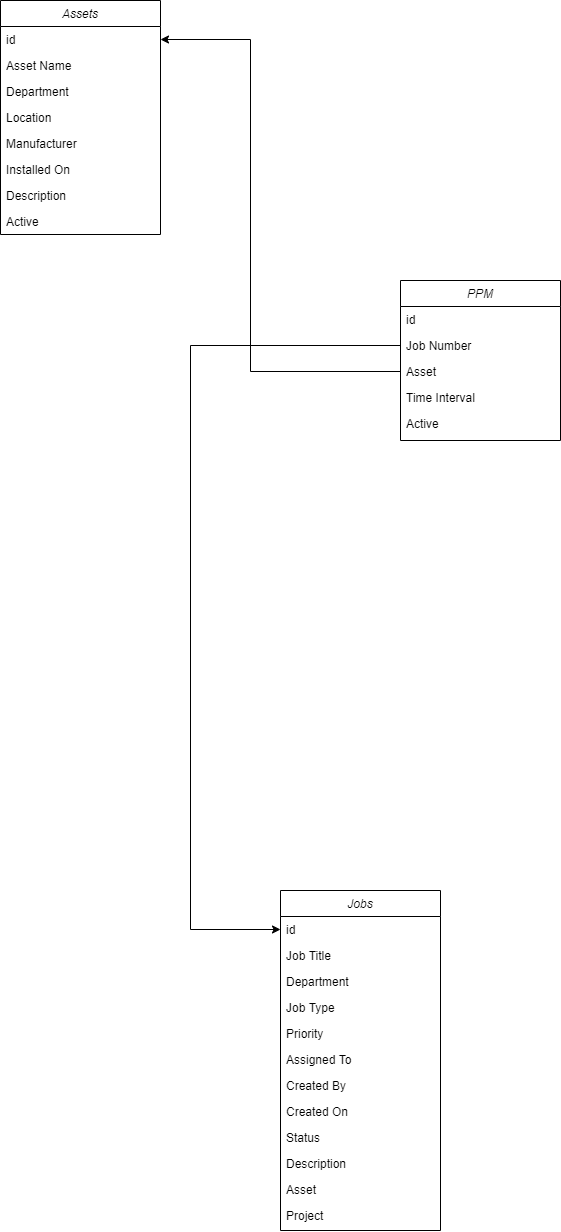 Assets
id
Asset Name
Department
Location
Manufacturer
Installed On
Description
Active
PPM
id
Job Number
Asset
Time Interval
Active
Jobs
id
Job Title
Department
Job Type
Priority
Assigned To
Created By
Created On
Status
Description
Asset
Project